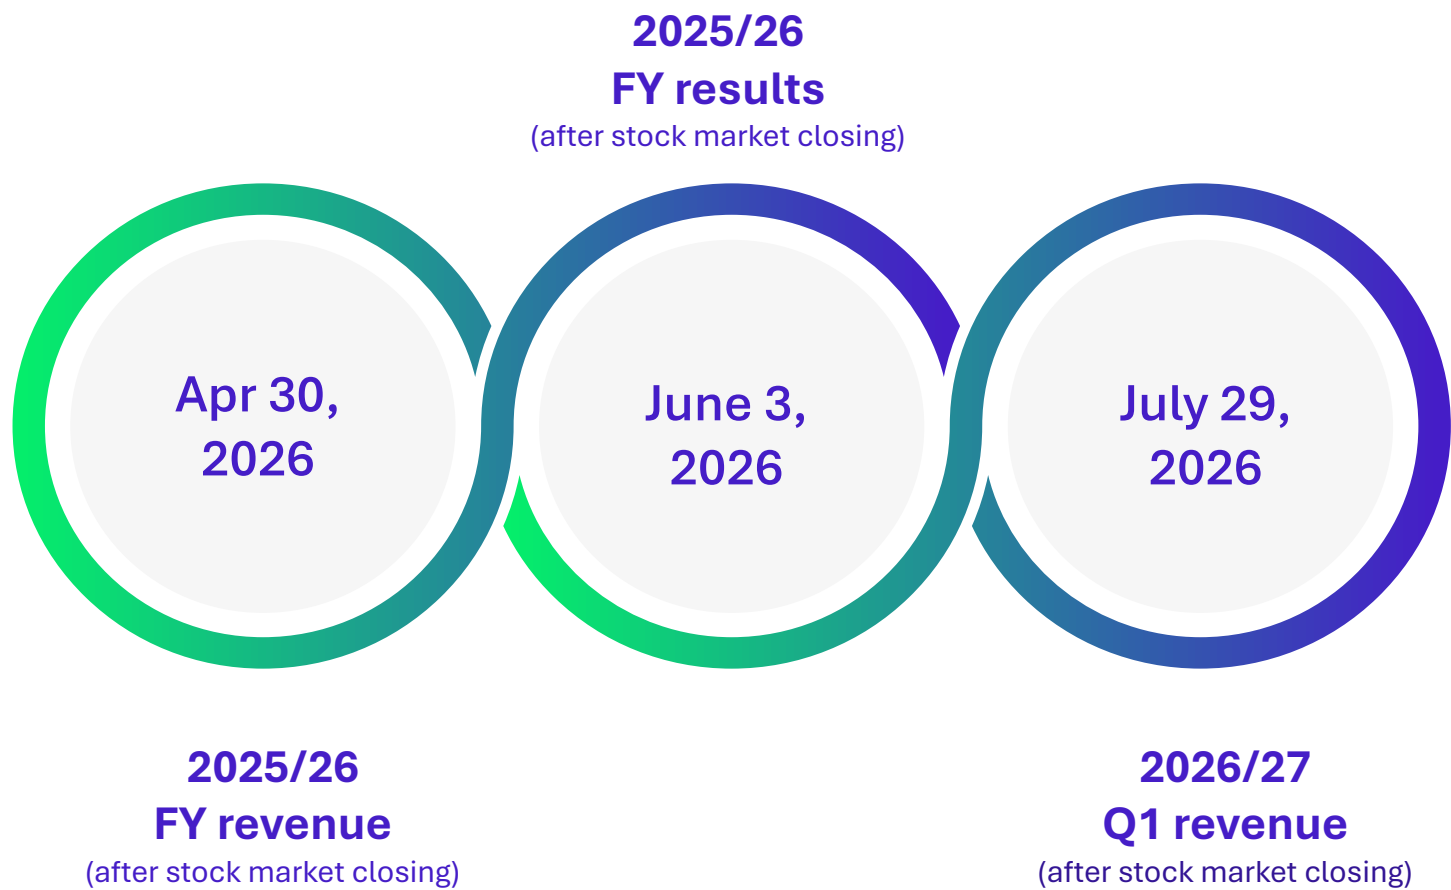 2025/26
FY results
(after stock market closing)
Apr 30,
2026
June 3,
2026
July 29,
2026
2025/26
FY revenue
(after stock market closing)
2026/27
Q1 revenue
(after stock market closing)